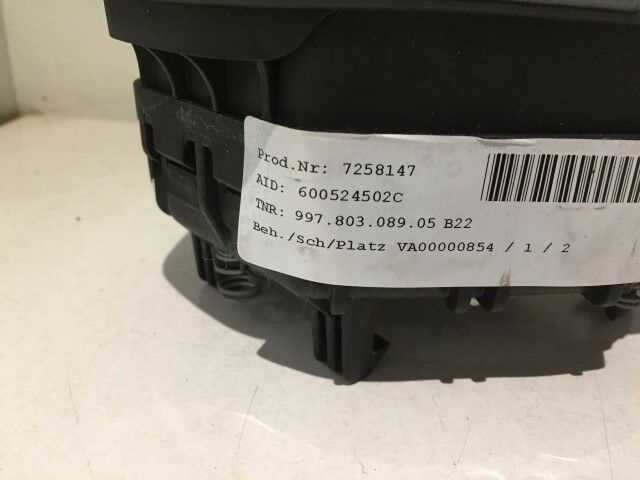 Prod.Nr: 7258147
AID: 600524502C
TNR: 997.803.089.05 B22
Beh./Sch/Platz VA00000854 / 1 / 2